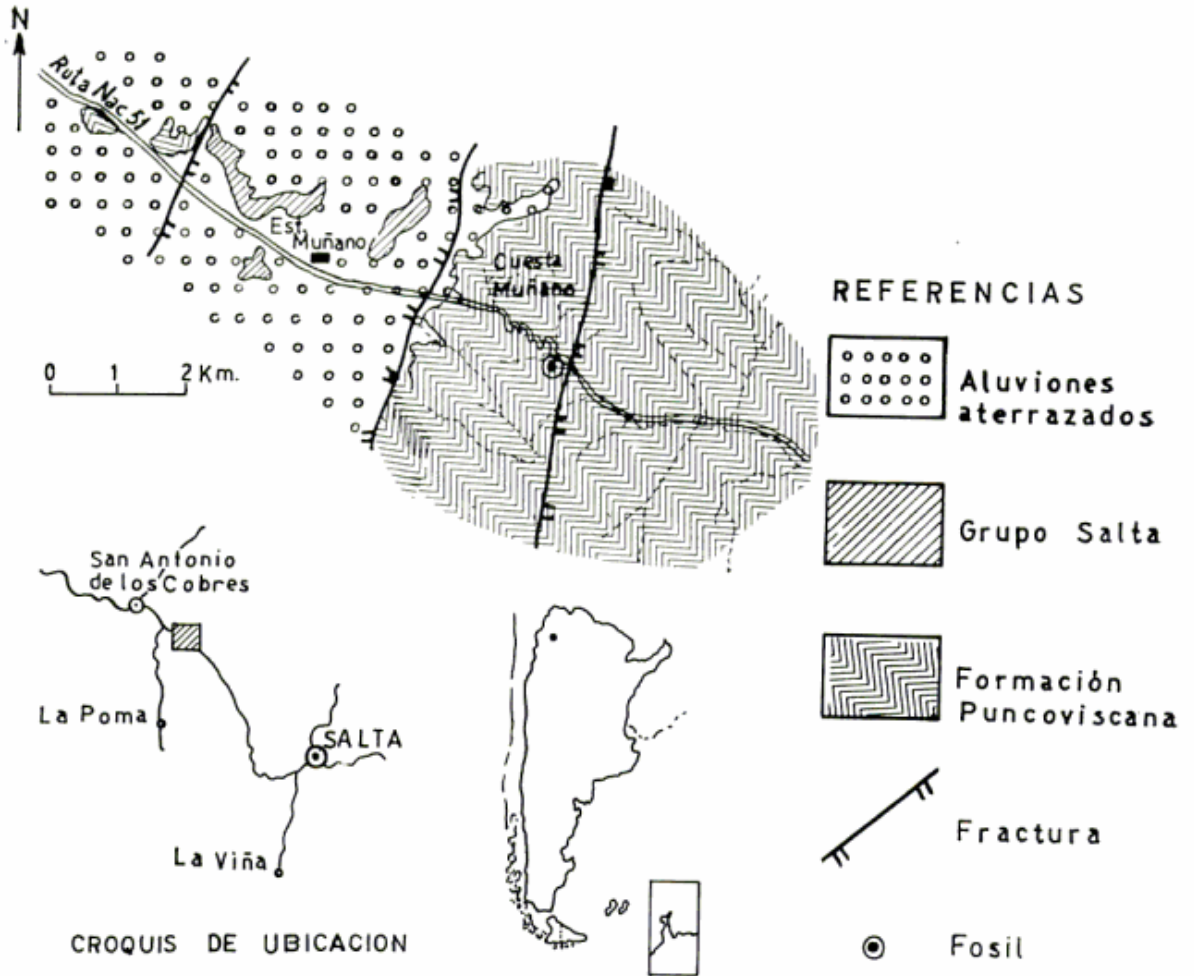 N
Ruta Nac 51
Est.
Muñano
Cuesta
Muñano
0 1 2 Km.
REFERENCIAS
Aluviones
aterrazados
Grupo Salta
Formación
Puncoviscana
Fractura
Fosil
San Antonio
de los Cobres
La Poma
SALTA
La Viña
CROQUIS DE UBICACION